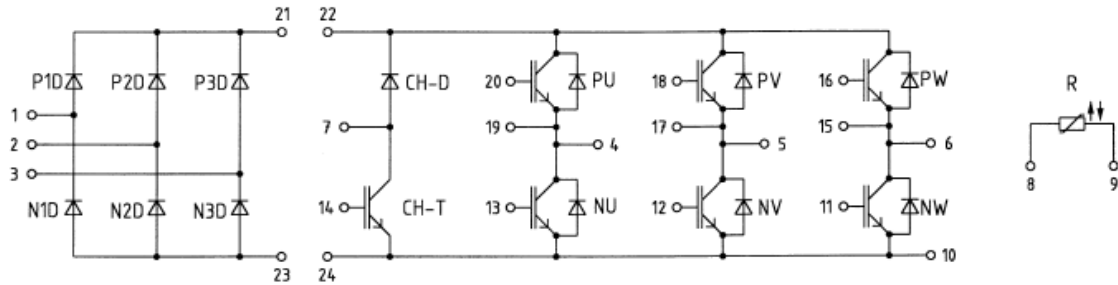 21 22
P1D P2D P3D CH-D 20 PU 18 PV 16 PW R
1 7 19 17 15
2 4 5 6
3 8 9
N1D N2D N3D 14 CH-T 13 NU 12 NV 11 NW
23 24 10